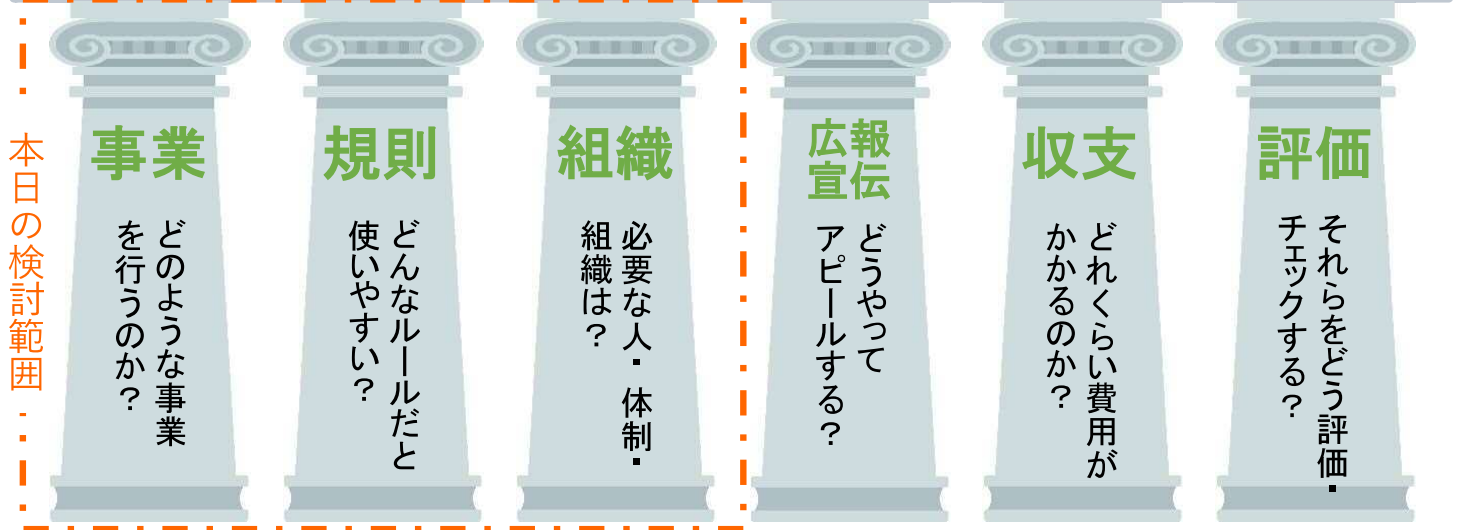 本日の検討範囲
事業
どのような事業
を行うのか？
規則
どんなルールだと
使いやすい？
組織
必要な人・体制・
組織は？
広報
宣伝
どうやって
アピールする？
収支
どれくらい費用が
かかるのか？
評価
それらをどう評価・
チェックする？